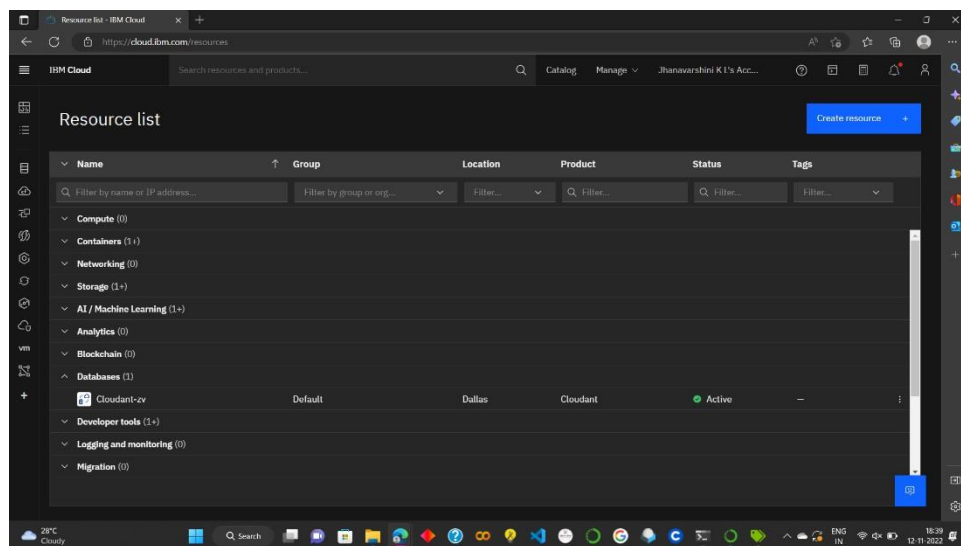 Resource list - IBM Cloud
https://cloud.ibm.com/resources
IBM Cloud Search resources and products... Catalog Manage Jhanavarshini K L's Acc...
Resource list Create resource +
Name Group Location Product Status Tags
Filter by name or IP address... Filter by group or org... Filter... Filter... Filter... Filter...
Compute (0)
Containers (1+)
Networking (0)
Storage (1+)
AI / Machine Learning (1+)
Analytics (0)
vm
Blockchain (0)
Databases (1)
Cloudant-zv Default Dallas Cloudant Active –
Developer tools (1+)
Logging and monitoring (0)
Migration (0)
28°C
Cloudy
Search
ENG
IN
18:39
12-11-2022